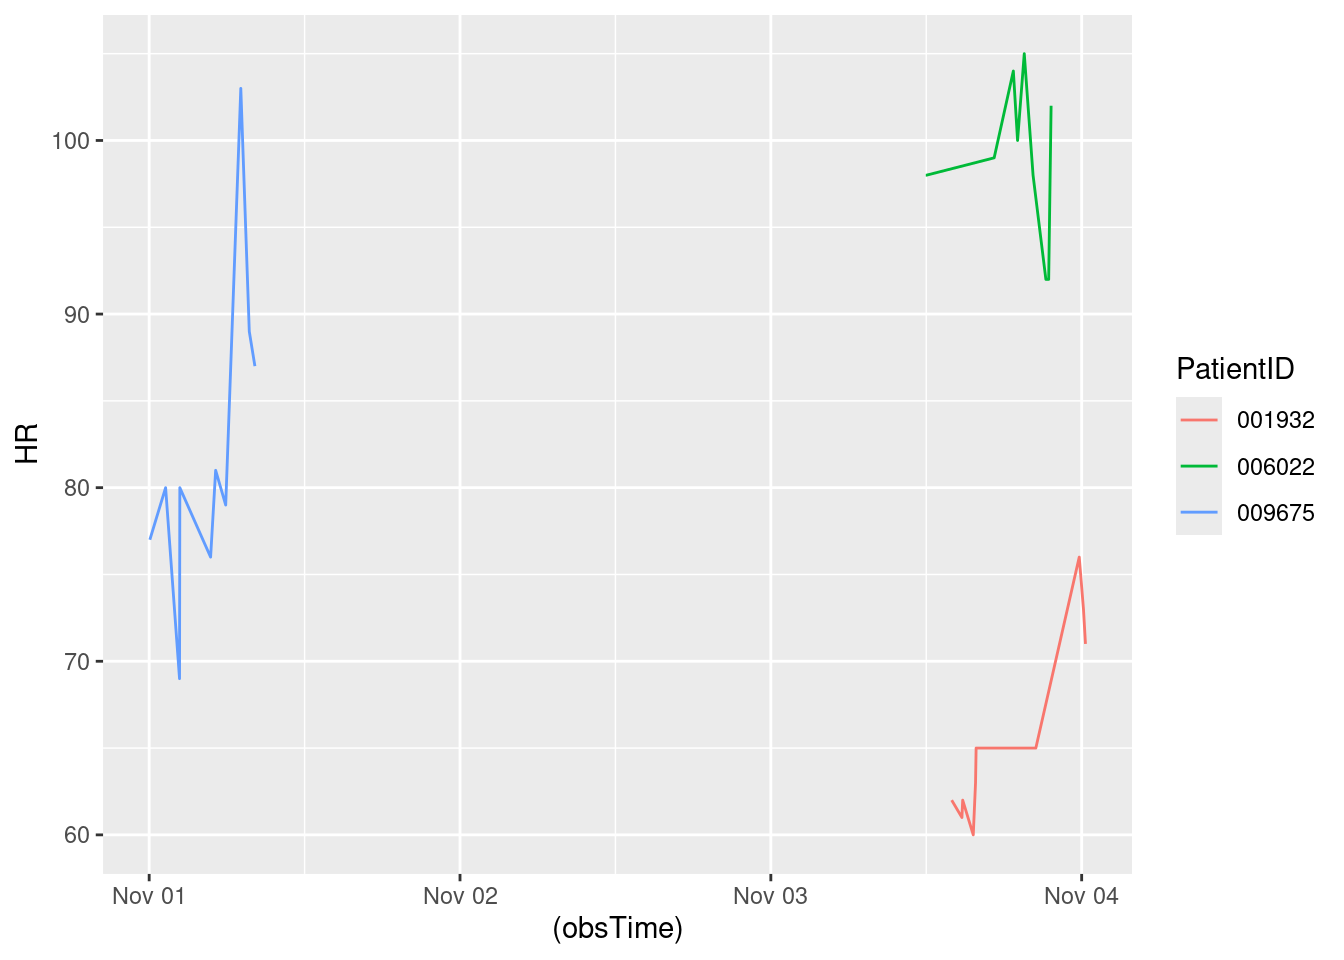 HR
100
90
80
70
60
Nov 01
Nov 02
Nov 03
Nov 04
(obsTime)
PatientID
001932
006022
009675